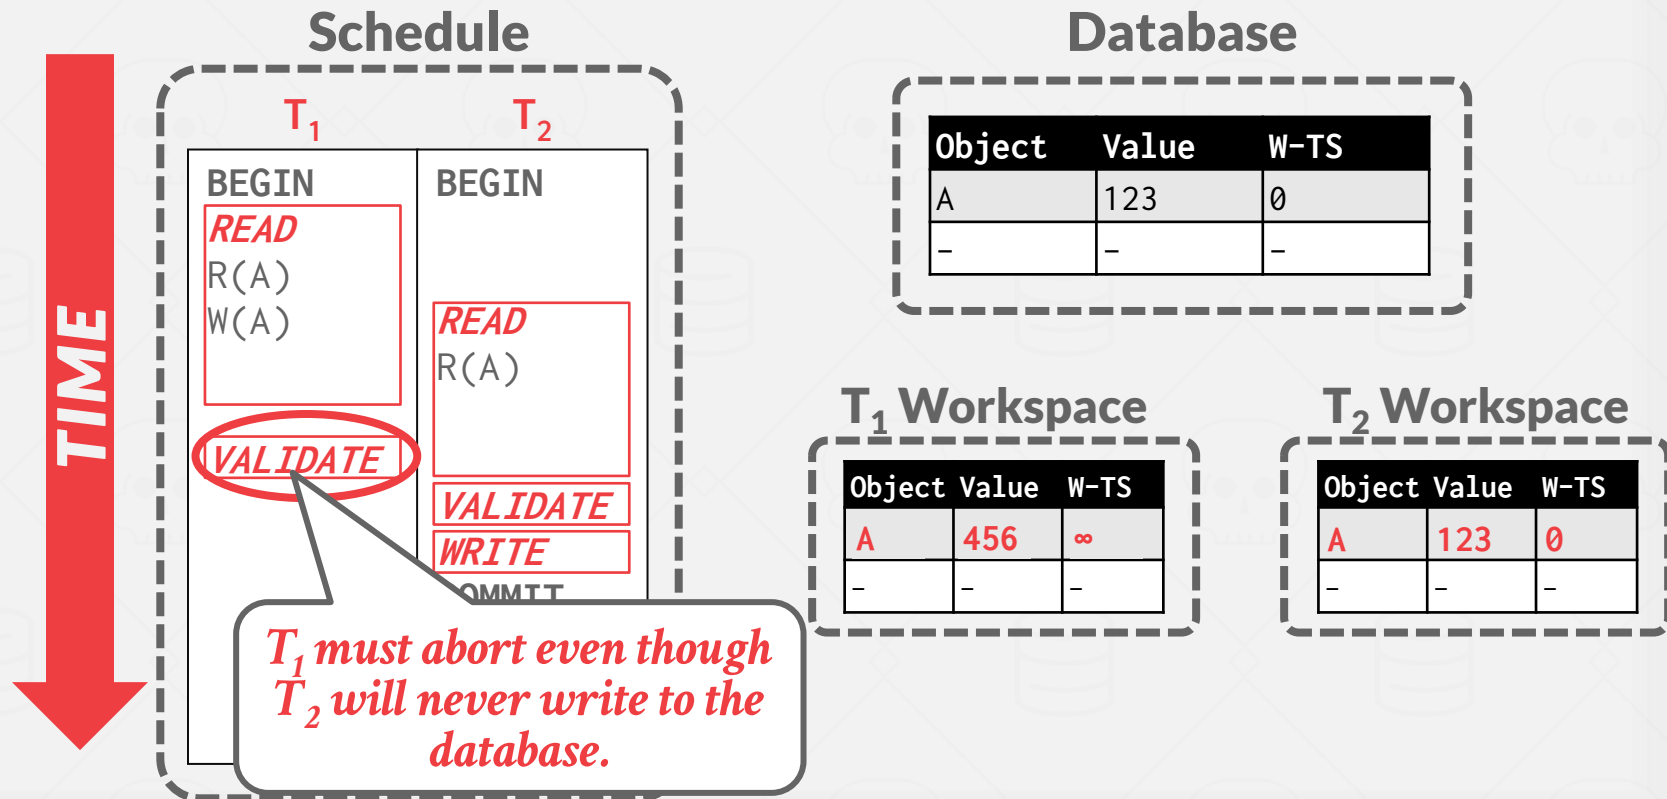 Schedule
Database
TIME
T1
T2
BEGIN
READ
R(A)
W(A)
VALIDATE
BEGIN
READ
R(A)
VALIDATE
WRITE
COMMIT
T1 must abort even though
T2 will never write to the
database.
Object Value W-TS
A 123 0
- - -
T1 Workspace
Object Value W-TS
A 456 ∞
- - -
T2 Workspace
Object Value W-TS
A 123 0
- - -